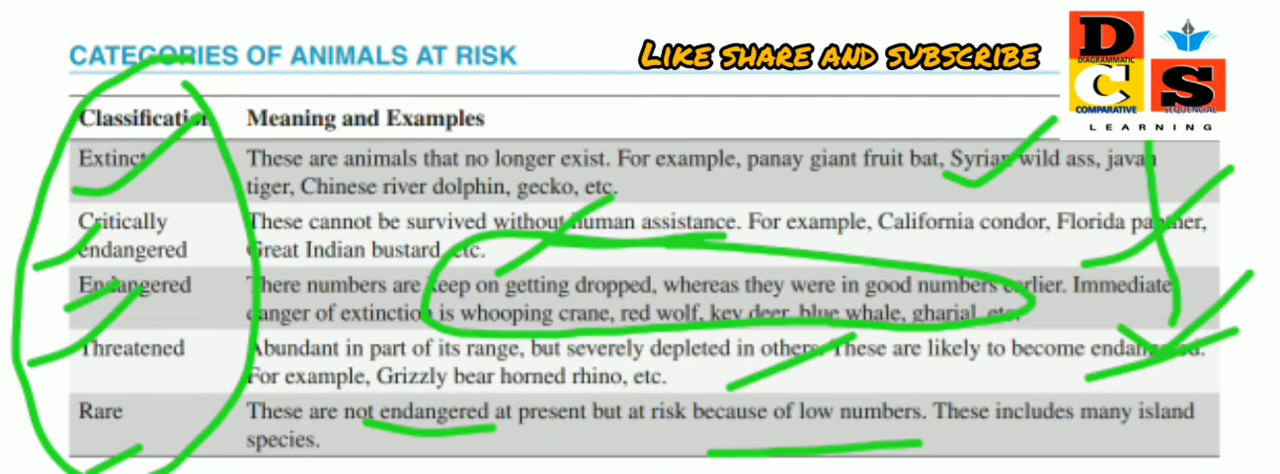 CATEGORIES OF ANIMALS AT RISK
LIKE SHARE AND SUBSCRIBE
D
DIAGRAMMATIC
C S
COMPARATIVE SEQUENCIAL
LEARNING
Classification Meaning and Examples
Extinct These are animals that no longer exist. For example, panay giant fruit bat, Syrian wild ass, javan
tiger, Chinese river dolphin, gecko, etc.
Critically These cannot be survived without human assistance. For example, California condor, Florida panther,
endangered Great Indian bustard, etc.
Endangered There numbers are keep on getting dropped, whereas they were in good numbers earlier. Immediate
danger of extinction is whooping crane, red wolf, key deer, blue whale, gharial, etc.
Threatened Abundant in part of its range, but severely depleted in others. These are likely to become endangered.
For example, Grizzly bear horned rhino, etc.
Rare These are not endangered at present but at risk because of low numbers. These includes many island
species.